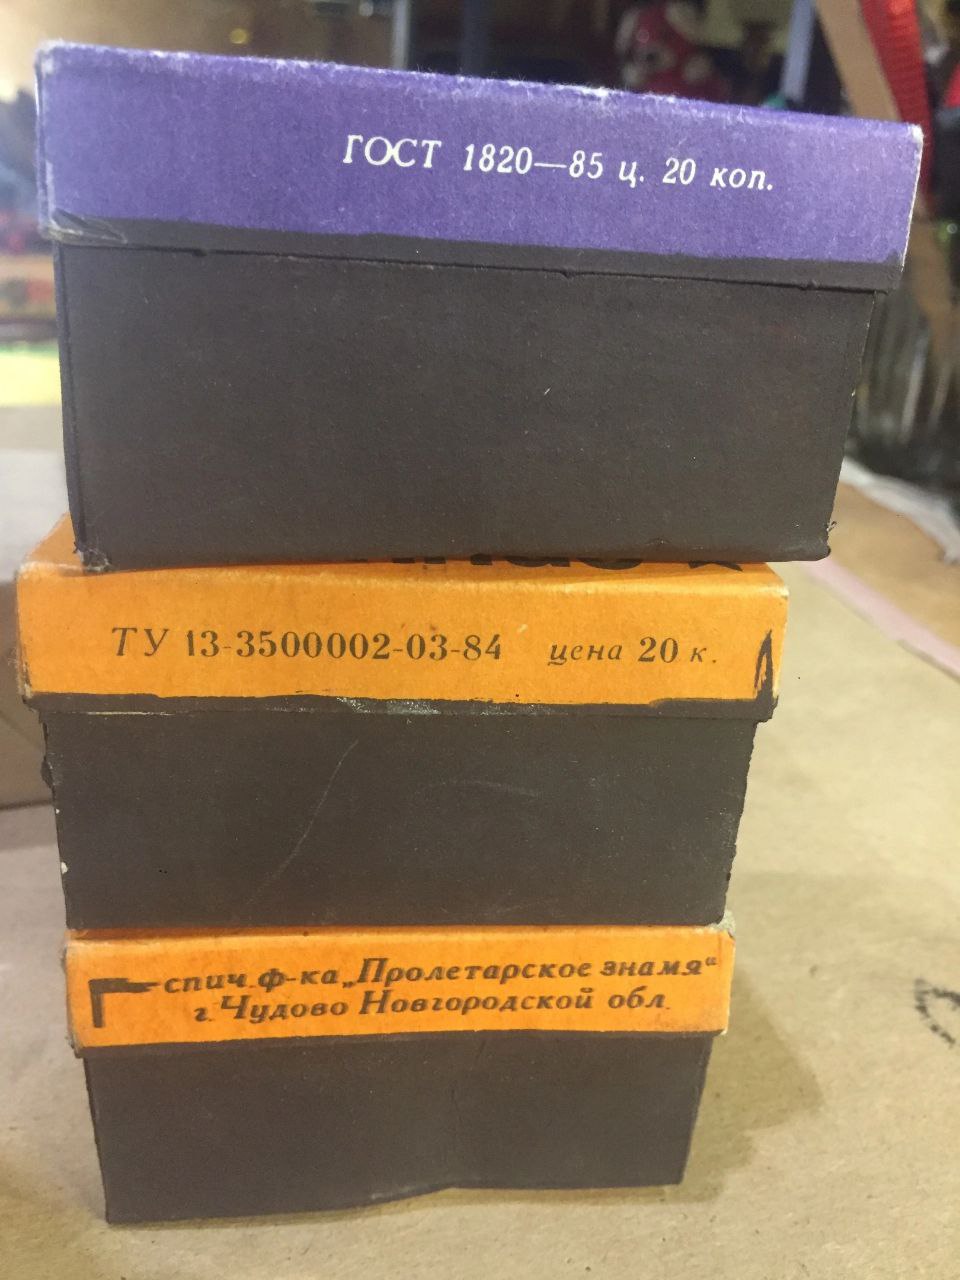 ГОСТ 1820—85 ц. 20 коп.
ТУ 13-3500002-03-84 цена 20 к.
спич. ф-ка „Пролетарское знамя“
г. Чудово Новгородской обл.